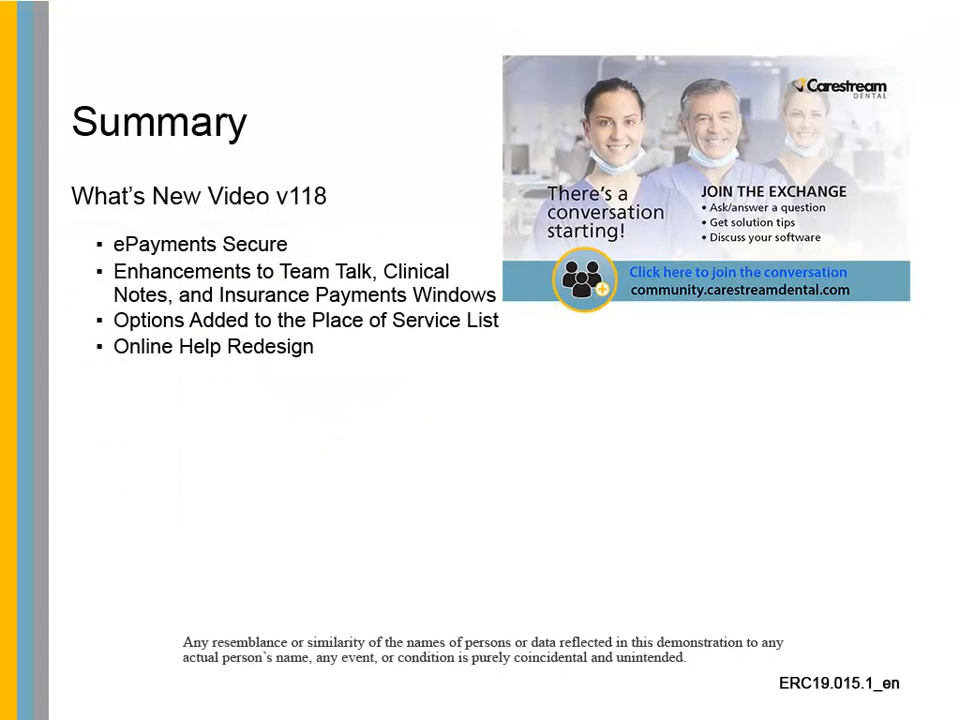 Summary
What's New Video v118
▪ ePayments Secure
▪ Enhancements to Team Talk, Clinical
Notes, and Insurance Payments Windows
▪ Options Added to the Place of Service List
▪ Online Help Redesign
Carestream
DENTAL
There's a
conversation
starting!
JOIN THE EXCHANGE
• Ask/answer a question
• Get solution tips
• Discuss your software
Click here to join the conversation
community.carestreamdental.com
Any resemblance or similarity of the names of persons or data reflected in this demonstration to any
actual person's name, any event, or condition is purely coincidental and unintended.
ERC19.015.1_en